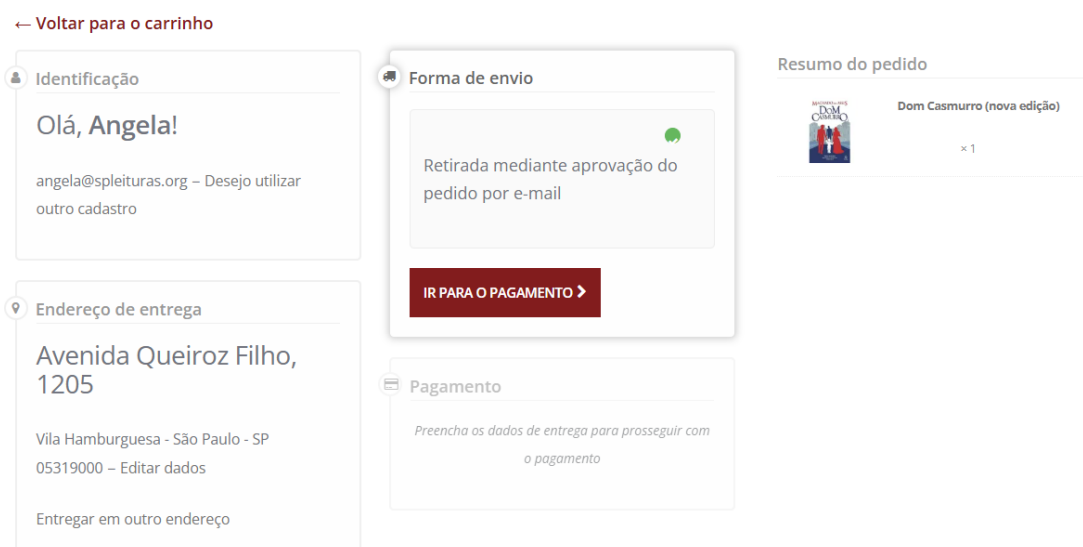 ← Voltar para o carrinho
Identificação
Olá, Angela!
angela@spleituras.org – Desejo utilizar
outro cadastro
Endereço de entrega
Avenida Queiroz Filho,
1205
Vila Hamburguesa - São Paulo - SP
05319000 – Editar dados
Entregar em outro endereço
Forma de envio
Retirada mediante aprovação do
pedido por e-mail
IR PARA O PAGAMENTO
Pagamento
Preencha os dados de entrega para prosseguir com
o pagamento
Resumo do pedido
DOM
CASMURRO
Dom Casmurro (nova edição)
× 1